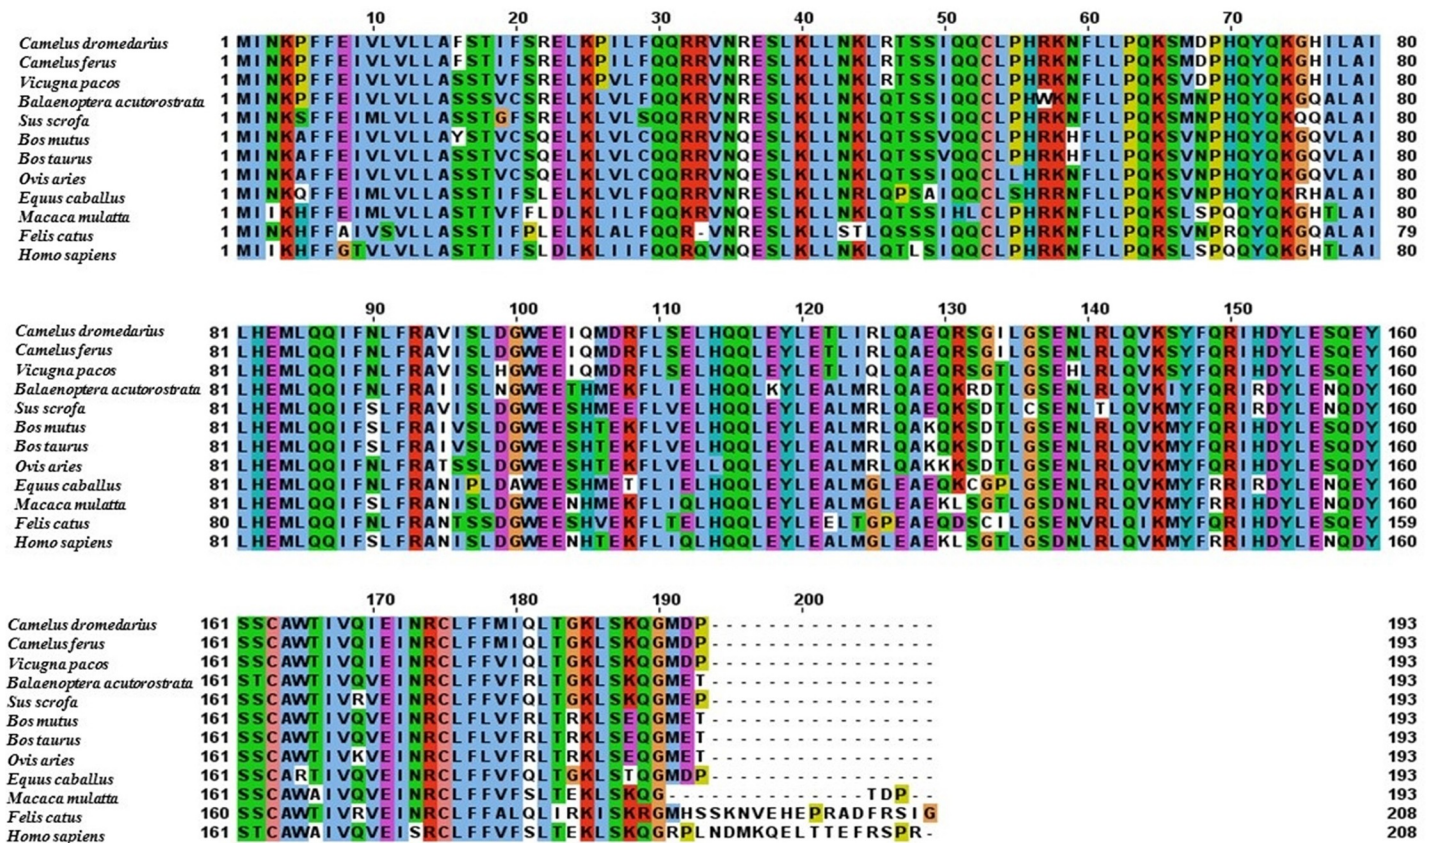 10 20 30 40 50 60 70
Camelus dromedarius 1 MINKPFFEIVLVLLAFSTIFSRELKPILFQQRRVNRESLKLLNKLRTSSIQQCLPHRKNFLLPQKSMDPHQYQKGHILAI 80
Camelus ferus 1 MINKPFFEIVLVLLAFSTIFSRELKPILFQQRRVNRESLKLLNKLRTSSIQQCLPHRKNFLLPQKSMDPHQYQKGHILAI 80
Vicugna pacos 1 MINKPFFEIVLVLLASSTVFSRELKPVLFQQRRVNRESLKLLNKLRTSSIQQCLPHRKNFLLPQKSVDPHQYQKGHILAI 80
Balaenoptera acutorostrata 1 MINKPFFEIVLVLLASSSVCSRELKLVLFQQKRVNRESLKLLNKLQTSSIQQCLPHWKNFLLPQKSMNPHQYQKGQALAI 80
Sus scrofa 1 MINKSFFEIMLVLLASSTGFSRELKLVLSQQRRVNRESLKLLNKLQTSSIQQCLPHRKNFLLPQKSMNPHQYQKQQALAI 80
Bos mutus 1 MINKAFFEIVLVLLAYSTVCSQELKLVLCQQRRVNQESLKLLNKLQTSSVQQCLPHRKHFLLPQKSVNPHQYQKGQVLAI 80
Bos taurus 1 MINKAFFEIVLVLLASSTVCSQELKLVLCQQRRVNQESLKLLNKLQTSSVQQCLPHRKHFLLPQKSVNPHQYQKGQVLAI 80
Ovis aries 1 MINKAFFEIVLVLLASSTVCSQELKLVLCQQRRVNQESLKLLNKLQTSSIQQCLLHRKNFLLPQKSVNPHQYQKGQVLAI 80
Equus caballus 1 MINKQFFEIMLVLLASSTIFSLELKLVLFQQRRVNRESLKLLNRLQPSAIQQCLSHRKNFLLPQKSVNPHQYQKRHALAI 80
Macaca mulatta 1 MIIKHFFEIMLVLLASTTVFFLDLKLILFQQKRVNQESLKLLNKLQTSSIHLCLPHRKNFLLPQKSLSPQQYQKGHTLAI 80
Felis catus 1 MINKHFFAIVSVLLASSTIFPLELKLALFQQR-VNRESLKLLSTLQSSSIQQCLPHRKNFLLPQRSVNPRQYQKGQALAI 79
Homo sapiens 1 MIIKHFFGTVLVLLASTTIFSLDLKLIIFQQRQVNQESLKLLNKLQTLSIQQCLPHRKNFLLPQKSLSPQQYQKGHTLAI 80
90 100 110 120 130 140 150
Camelus dromedarius 81 LHEMLQQIFNLFRAVISLDGWEEIQMDRFLSELHQQLEYLETLIRLQAEQRSGILGSENLRLQVKSYFQRIHDYLESQEY 160
Camelus ferus 81 LHEMLQQIFNLFRAVISLDGWEEIQMDRFLSELHQQLEYLETLIRLQAEQRSGILGSENLRLQVKSYFQRIHDYLESQEY 160
Vicugna pacos 81 LHEMLQQIFNLFRAVISLHGWEEIQMDRFLSELHQQLEYLETLIQLQAEQRSGTLGSEHLRLQVKSYFQRIHDYLESQEY 160
Balaenoptera acutorostrata 81 LHEMLQQIFNLFRAIISLNGWEETHMEKFLVELHQQLKYLEALMRLQAEQKRDTLGSENLRLQVKMYFQRICDYLENQDY 160
Sus scrofa 81 LHEMLQQIFSLFRAVISLDGWEESHMEEFLVELHQQLEYLEALMRLQAEQKSDTLCSENLTLQVKMYFQRIRDYLENQDY 160
Bos mutus 81 LHEMLQQIFSLFRAIVSLDGWEESHTEKFLVELHQQLEYLEALMRLQAKQKSDTLGSENLRLQVKMYFQRIRDYLESQDY 160
Bos taurus 81 LHEMLQQIFSLFRAIVSLDGWEESHTEKFLVELHQQLEYLEALMRLQAKQKSDTLGSENLRLQVKMYFQRIRDYLESQDY 160
Ovis aries 81 LHEMLQQIFNLFRATSSLDGWEESHTEKFLVELLQQLEYLEALMRLQAKKKSDTLGSENLRLQVKMYFQRIHDYLESQDY 160
Equus caballus 81 LHEMLQQIFNLFRANIPLDAWEESHMETFLIELHQQLEYLEALMGLEAEQKCGPLGSENLRLQVKMYFRRIRDYLENQEY 160
Macaca mulatta 81 LHEMLQQIFSLFRANISLDGWEENHMEKFLIQLHQQLEYLEALMGLEAEKLSGTLGSDNLRLQVKMYFRRIHDYLENQDY 160
Felis catus 80 LHEMLQQIFNLFRANTSSDGWEESHVEKFLTELHQQLEYLEELTGPEAEQDSCILGSENVRLQIKMYFQRIHDYLESQEY 159
Homo sapiens 81 LHEMLQQIFSLFRANISLDGWEENHTEKFLIQLHQQLEYLEALMGLEAEKLSGTLGSDNLRLQVKMYFRRIHDYLENQDY 160
170 180 190 200
Camelus dromedarius 161 SSCAWTIVQIEINRCLFFMIQLTGKLSKQGMDP--------------- 193
Camelus ferus 161 SSCAWTIVQIEINRCLFFMIQLTGKLSKQGMDP--------------- 193
Vicugna pacos 161 SSCAWTIVQIEINRCLFFVIQLTGKLSKQGMDP--------------- 193
Balaenoptera acutorostrata 161 STCAWTIVQVEINRCLFFVFRLTGKLSKQGMET--------------- 193
Sus scrofa 161 SSCAWTIVRVEINRCLFFVFQLTGKLSKQGMEP--------------- 193
Bos mutus 161 SSCAWTIVQVEINRCLFLVFRLTRKLSEQGMET--------------- 193
Bos taurus 161 SSCAWTIVQVEINRCLFLVFRLTRKLSEQGMET--------------- 193
Ovis aries 161 SSCAWTIVKVEINRCLFLVFRLTRKLSEQGMET--------------- 193
Equus caballus 161 SSCARTIVQVEINRCLFFVFQLTGKLSTQGMDP--------------- 193
Macaca mulatta 161 SSCAWAIVQVEINRCLFFVFSLTEKLSKQG-------------TDP-- 193
Felis catus 160 SSCAWTIVRVEINRCLFFALQLIRKISKRGMHSSKNVEHEPRADFRSIG 208
Homo sapiens 161 STCAWAIVQVEISRCLFFVFSLTEKLSKQGRPLNDMKQELTTEFRSPR- 208